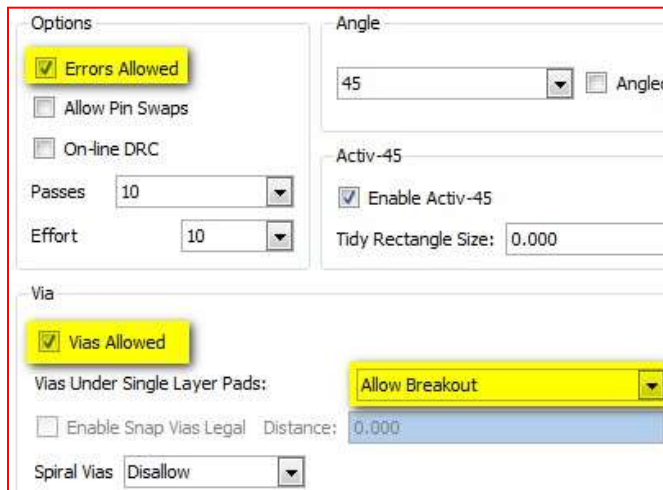 Options
Errors Allowed
Allow Pin Swaps
On-line DRC
Passes 10
Effort 10
Angle
45
Activ-45
Enable Activ-45
Tidy Rectangle Size: 0.000
Via
Vias Allowed
Vias Under Single Layer Pads: Allow Breakout
Enable Snap Vias Legal Distance: 0.000
Spiral Vias Disallow